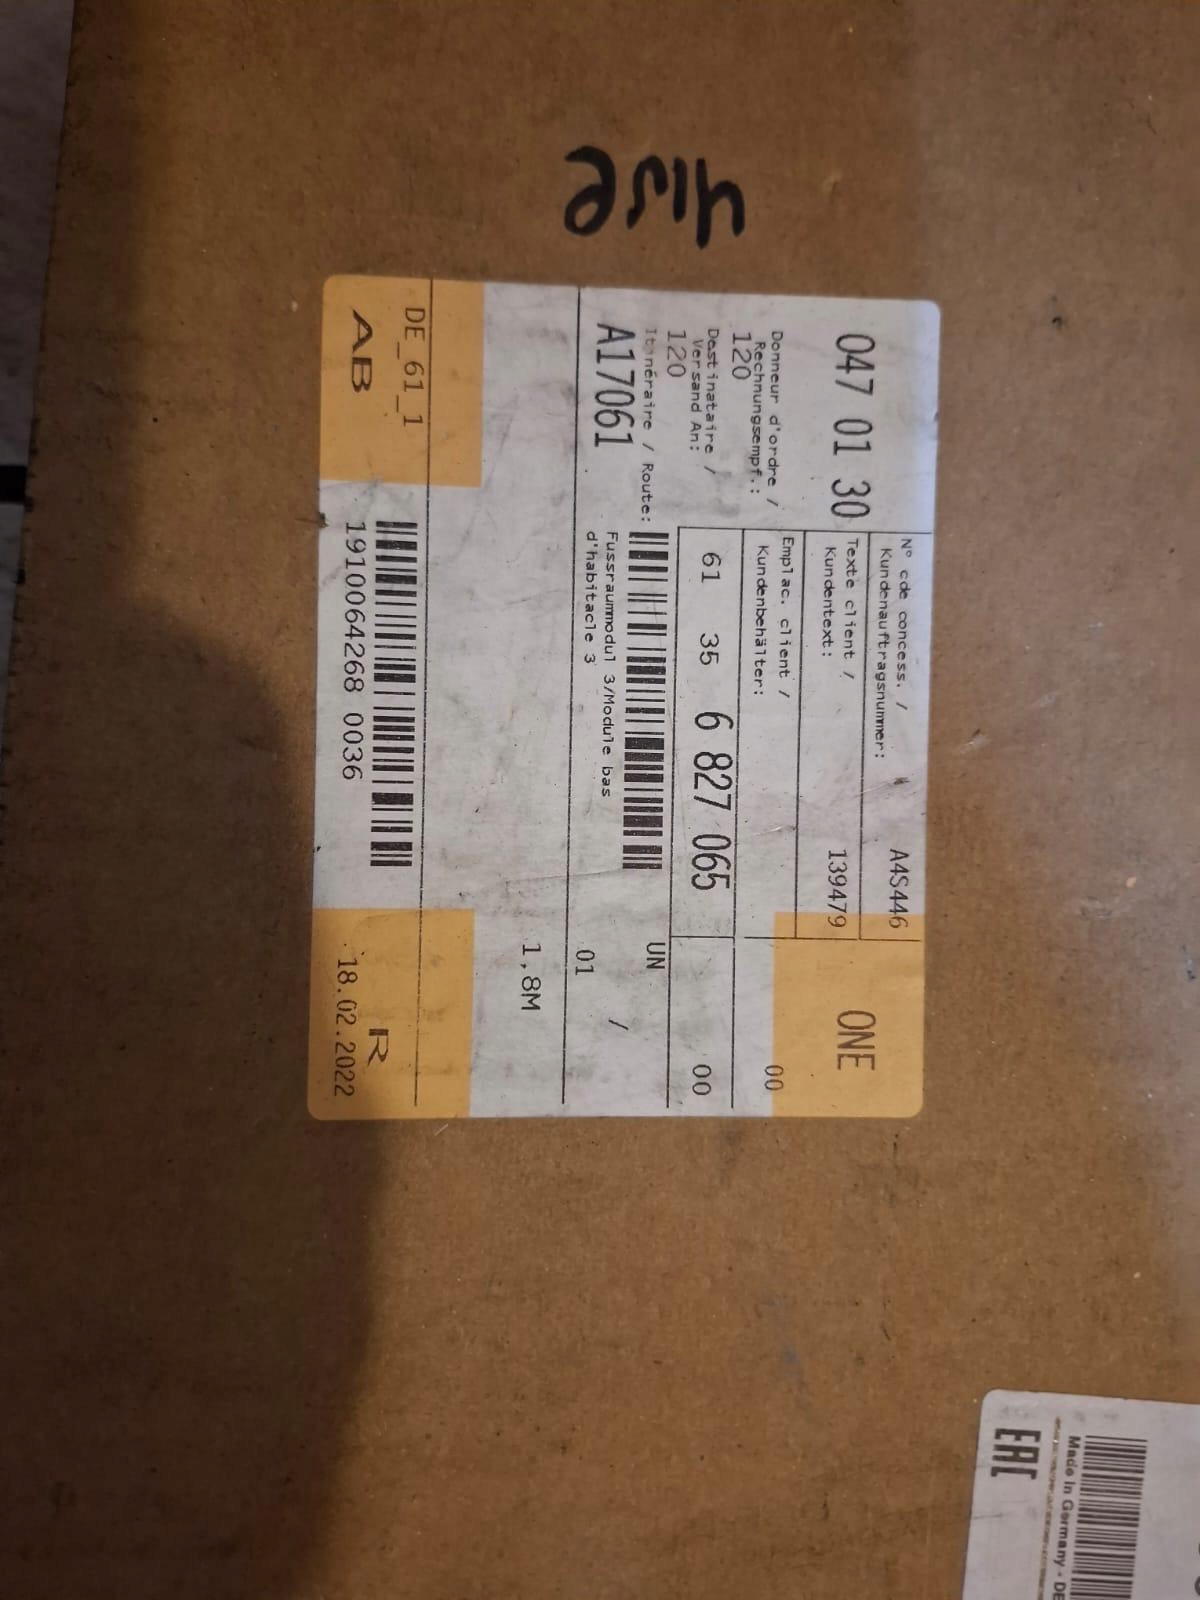 047 01 30
ONE
N° cde concess. /
Kundenauftragsnummer:
A4S446
Texte client /
Kundentext:
139479
Donneur d'ordre /
Rechnungsempf.:
120
Emplac. client /
Kundenbehälter:
00
Destinataire /
Versand An:
120
61 35 6 827 065
00
Itinéraire / Route:
A17061
UN /
Fussraummodul 3/Module bas
d'habitacle 3
01
1,8M
DE_61_1
AB
R
1910064268 0036
18.02.2022
Made in Germany - DE
EAC